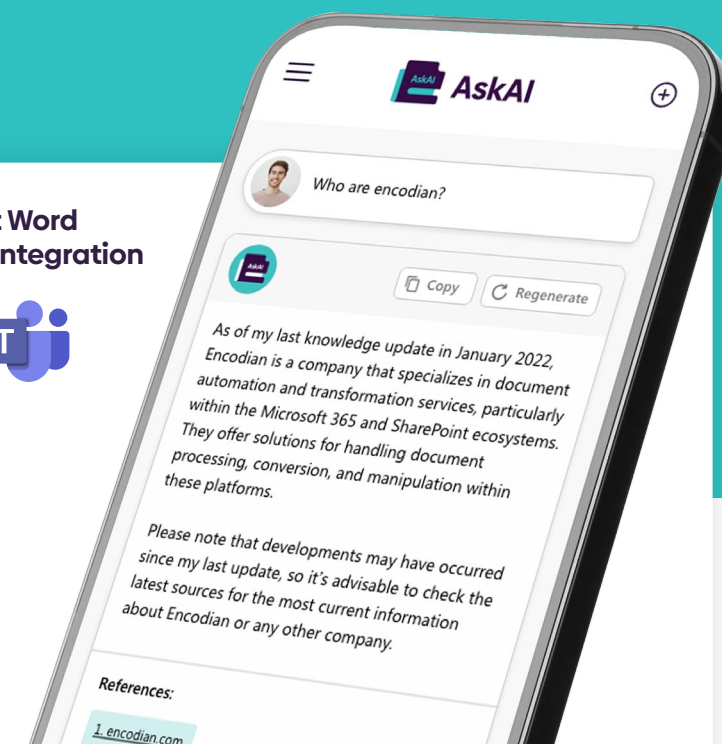 AskAI
AskAI
Who are encodian?
t Word
ntegration
T
AskAI
Copy
Regenerate
As of my last knowledge update in January 2022,
Encodian is a company that specializes in document
automation and transformation services, particularly
within the Microsoft 365 and SharePoint ecosystems.
They offer solutions for handling document
processing, conversion, and manipulation within
these platforms.
Please note that developments may have occurred
since my last update, so it's advisable to check the
latest sources for the most current information
about Encodian or any other company.
References:
1. encodian.com